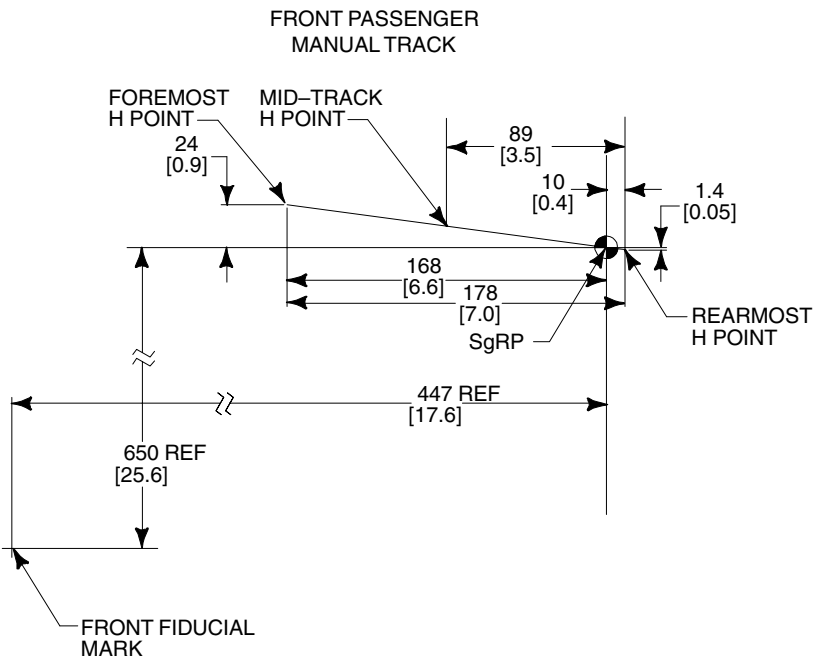 FRONT PASSENGER
MANUAL TRACK
FOREMOST
H POINT
MID–TRACK
H POINT
24
[0.9]
89
[3.5]
10
[0.4]
1.4
[0.05]
168
[6.6]
178
[7.0]
SgRP
REARMOST
H POINT
447 REF
[17.6]
650 REF
[25.6]
FRONT FIDUCIAL
MARK